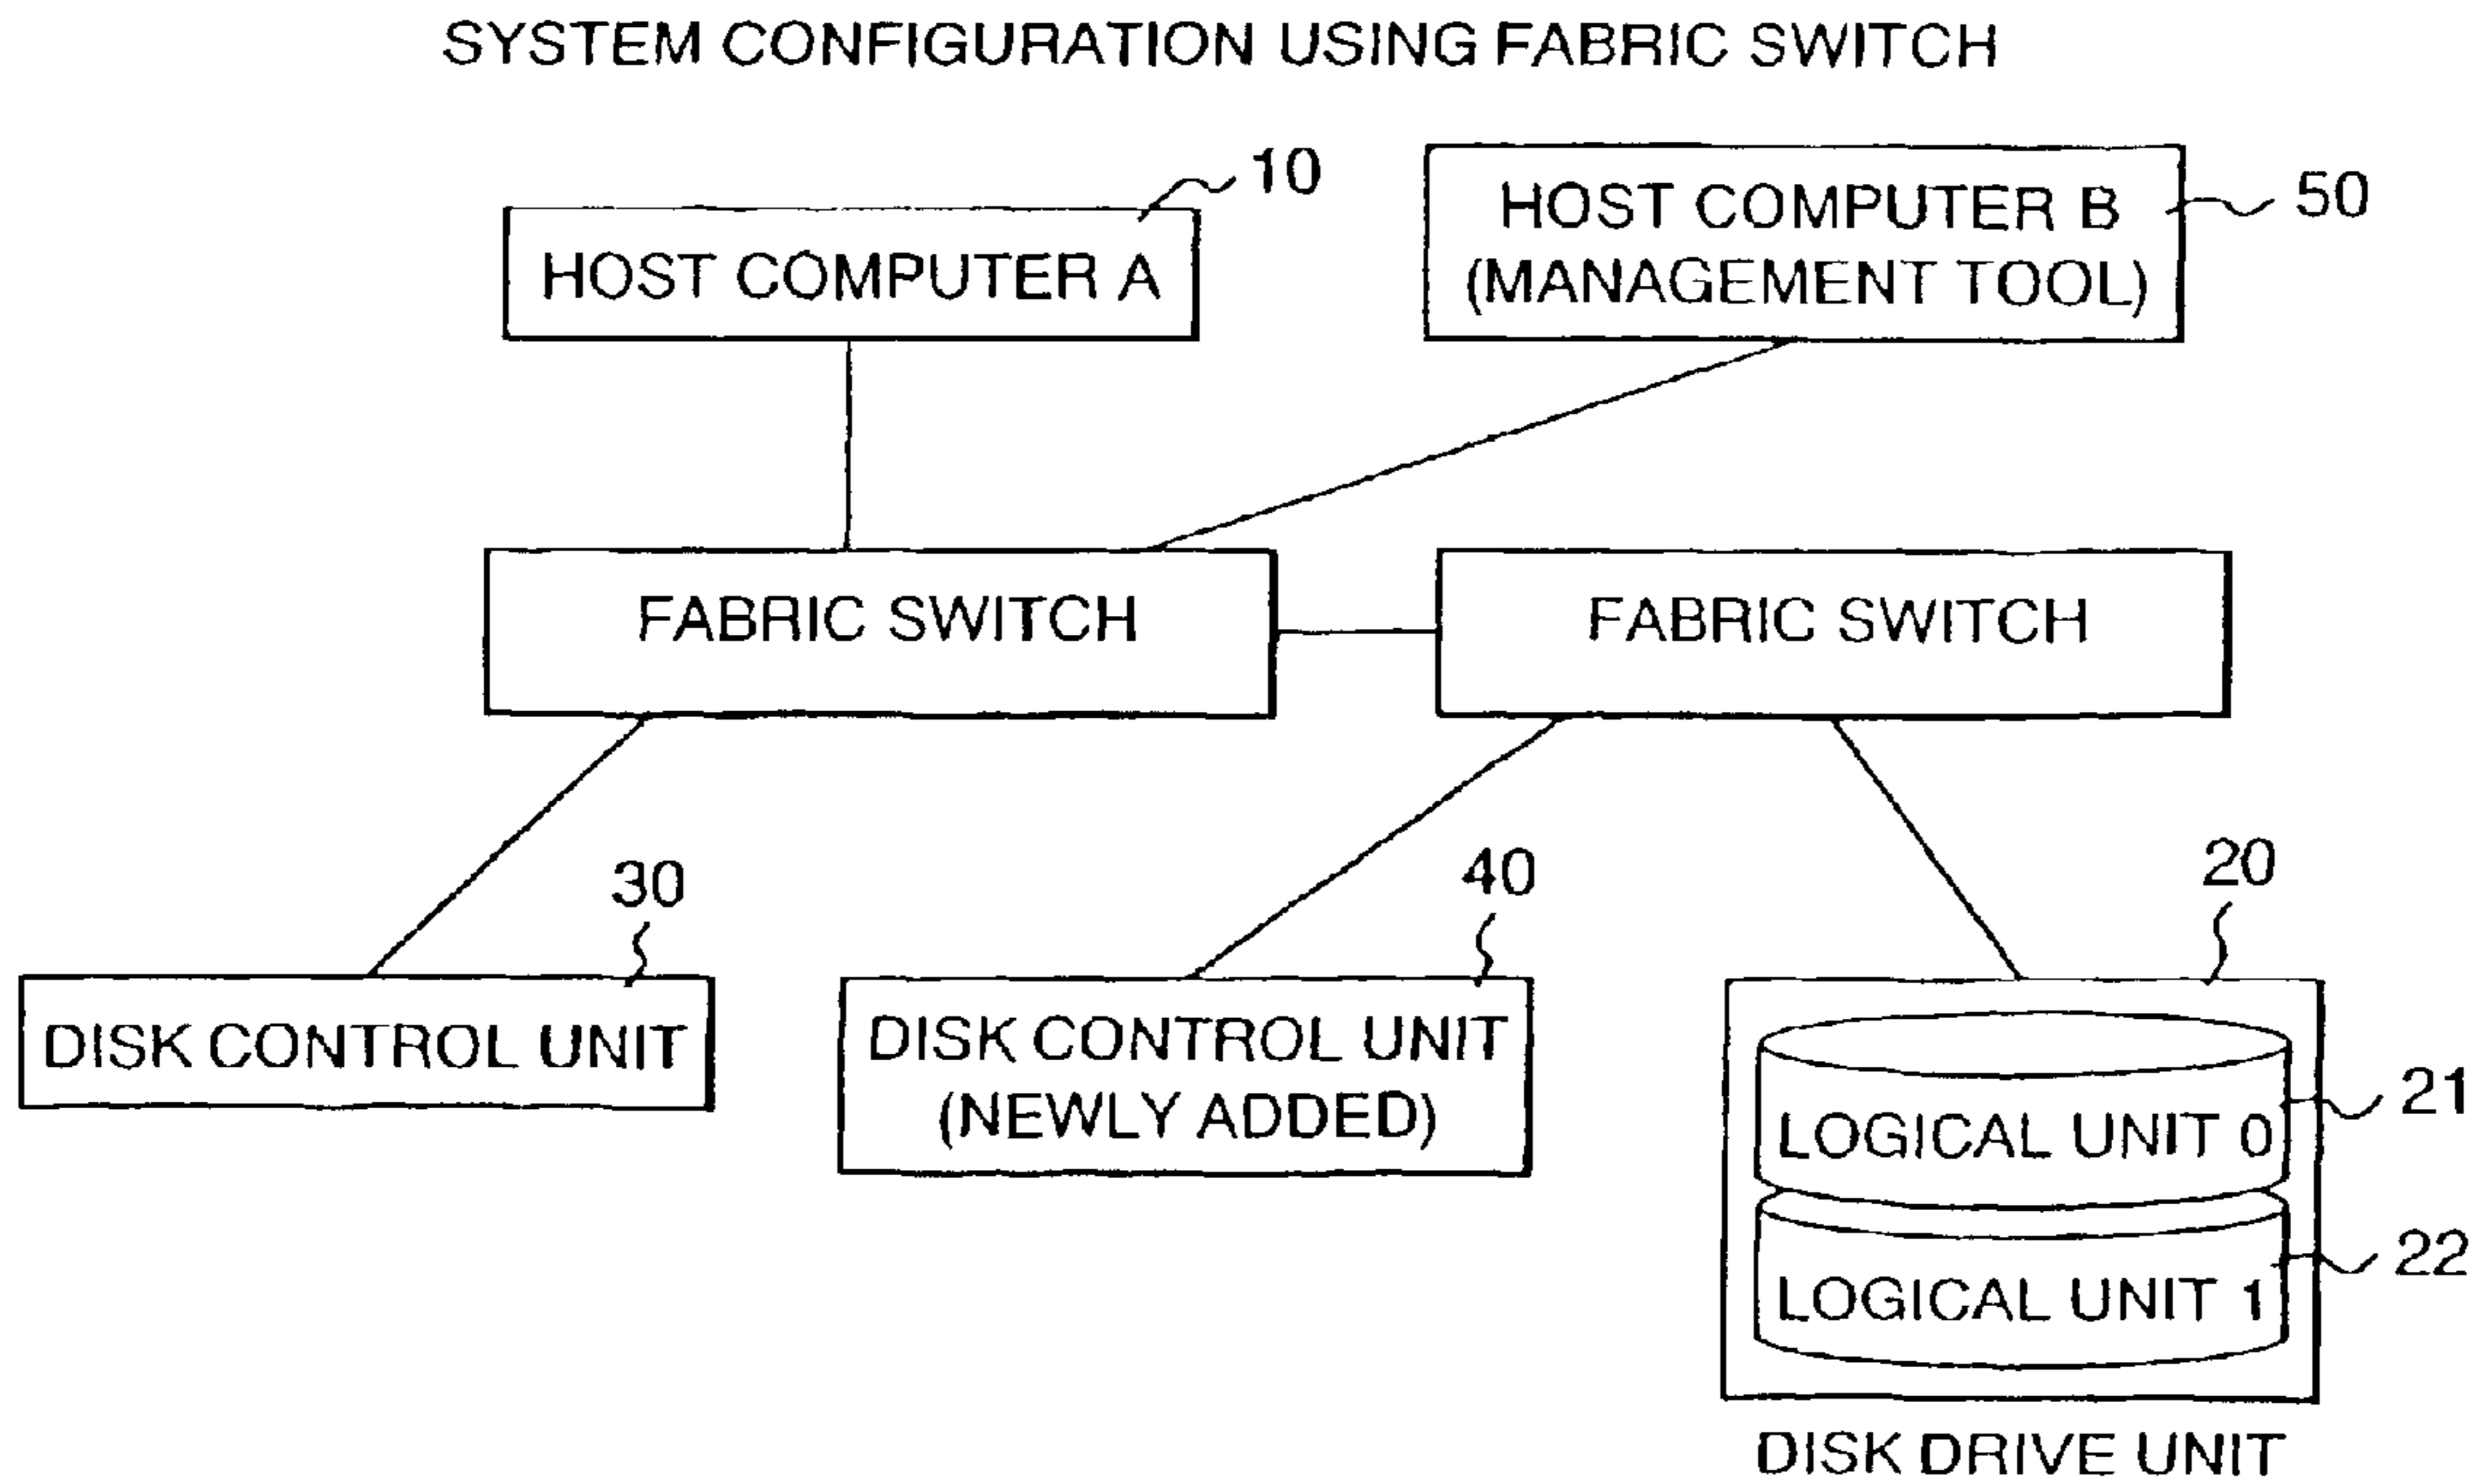 SYSTEM CONFIGURATION USING FABRIC SWITCH
10
HOST COMPUTER A
HOST COMPUTER B
(MANAGEMENT TOOL)
50
FABRIC SWITCH
FABRIC SWITCH
30
DISK CONTROL UNIT
40
DISK CONTROL UNIT
(NEWLY ADDED)
20
LOGICAL UNIT 0
21
LOGICAL UNIT 1
22
DISK DRIVE UNIT